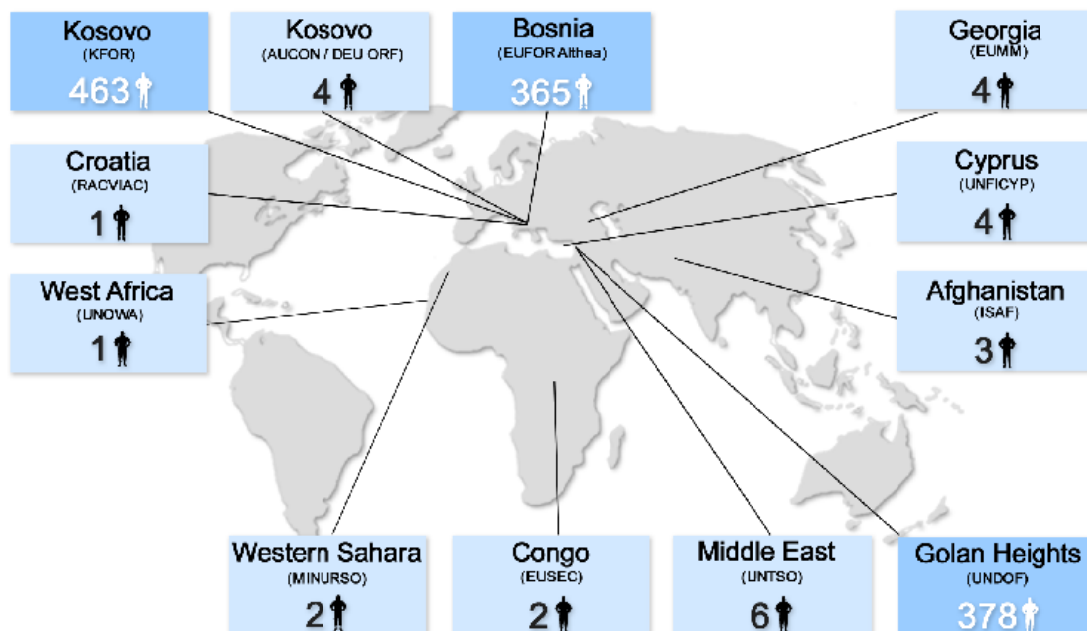 Kosovo
(KFOR)
463
Kosovo
(AUCON / DEU ORF)
4
Bosnia
(EUFOR Althea)
365
Georgia
(EUMM)
4
Croatia
(RACVIAC)
1
Cyprus
(UNFICYP)
4
West Africa
(UNOWA)
1
Afghanistan
(ISAF)
3
Western Sahara
(MINURSO)
2
Congo
(EUSEC)
2
Middle East
(UNTSO)
6
Golan Heights
(UNDOF)
378